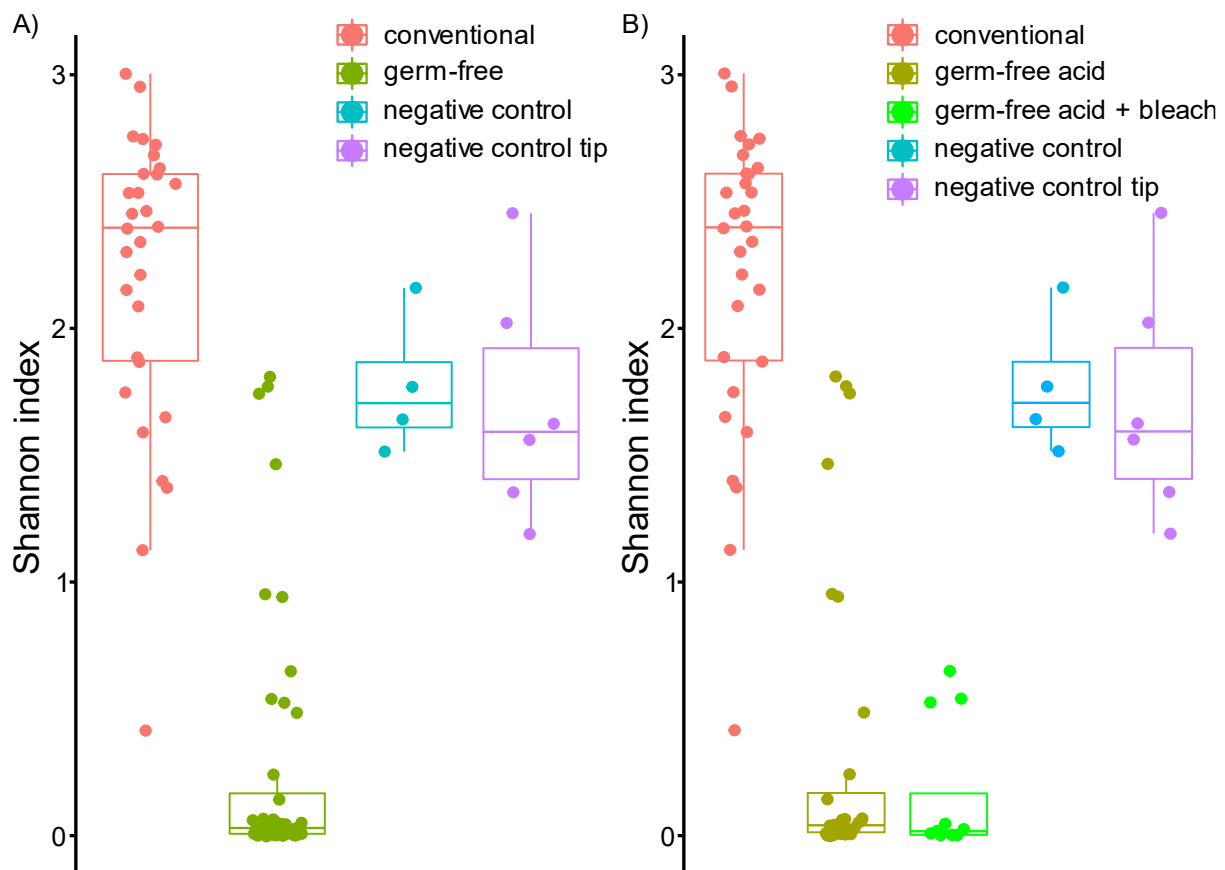 A)
conventional
germ-free
negative control
negative control tip
3
2
1
0
Shannon index
B)
conventional
germ-free acid
germ-free acid + bleach
negative control
negative control tip
3
2
1
0
Shannon index